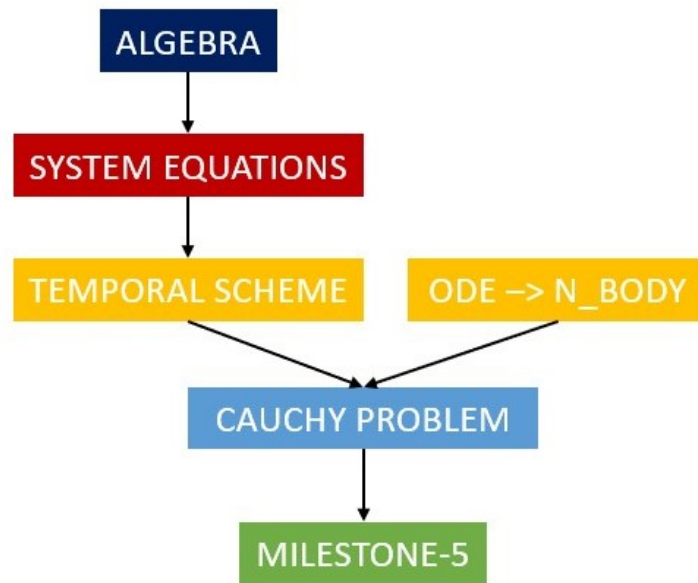 ALGEBRA
SYSTEM EQUATIONS
TEMPORAL SCHEME
ODE –> N_BODY
CAUCHY PROBLEM
MILESTONE-5